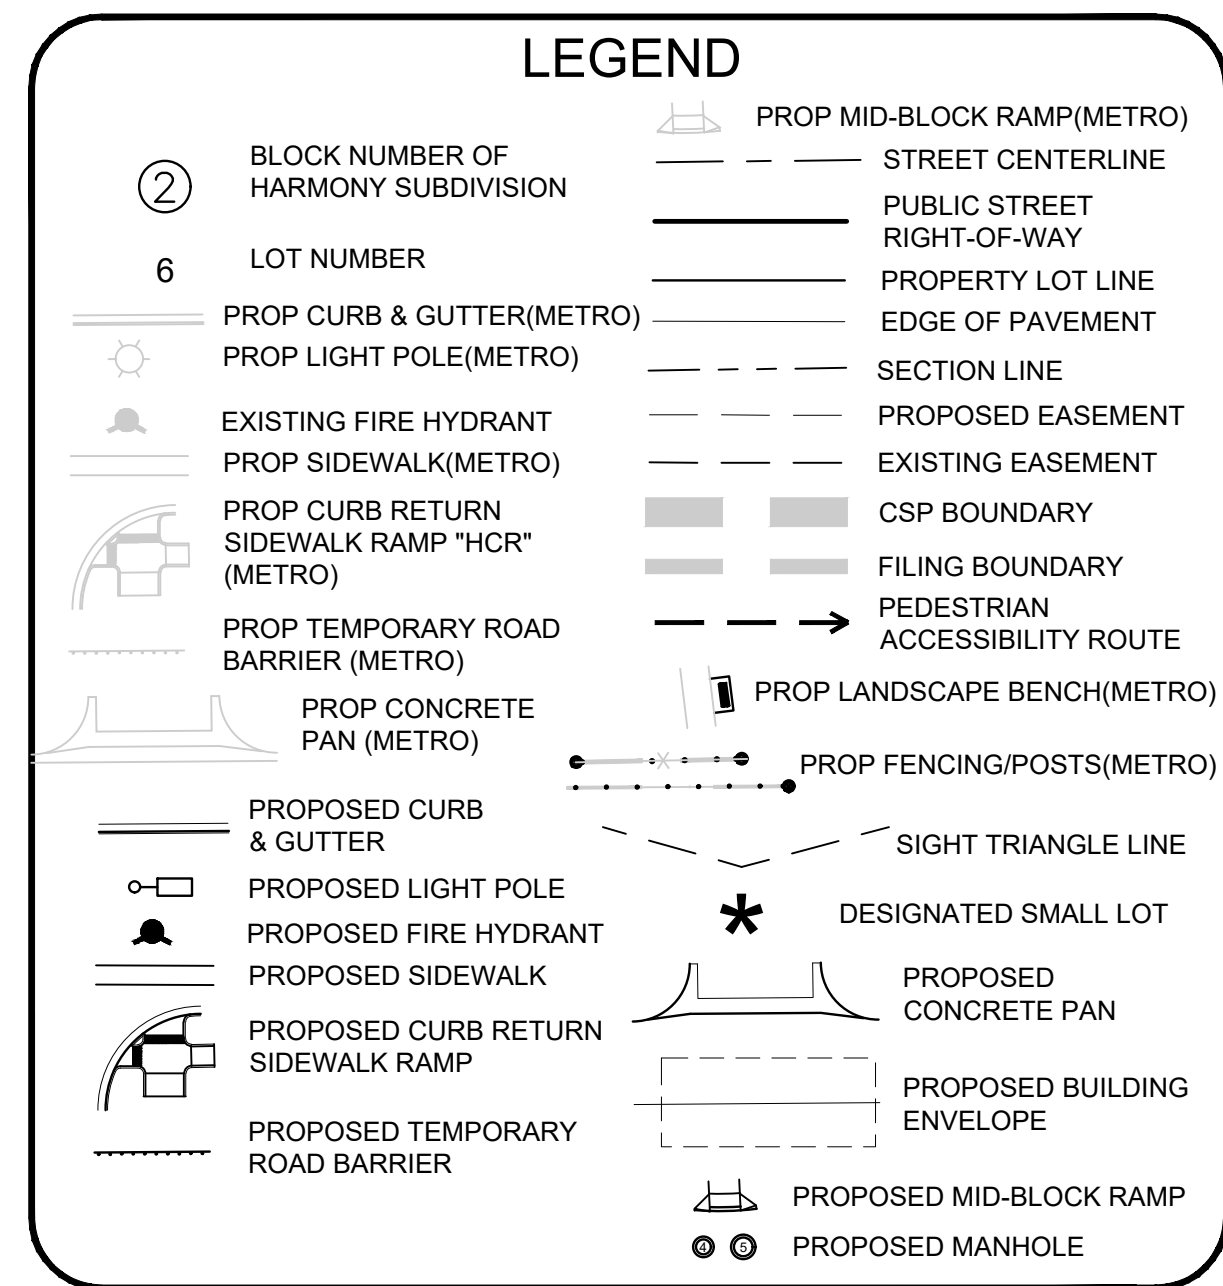 LEGEND
2
BLOCK NUMBER OF
HARMONY SUBDIVISION
6
LOT NUMBER
PROP CURB & GUTTER(METRO)
PROP LIGHT POLE(METRO)
EXISTING FIRE HYDRANT
PROP SIDEWALK(METRO)
PROP CURB RETURN
SIDEWALK RAMP "HCR"
(METRO)
PROP TEMPORARY ROAD
BARRIER (METRO)
PROP CONCRETE
PAN (METRO)
PROPOSED CURB
& GUTTER
PROPOSED LIGHT POLE
PROPOSED FIRE HYDRANT
PROPOSED SIDEWALK
PROPOSED CURB RETURN
SIDEWALK RAMP
PROPOSED TEMPORARY
ROAD BARRIER
PROP MID-BLOCK RAMP(METRO)
STREET CENTERLINE
PUBLIC STREET
RIGHT-OF-WAY
PROPERTY LOT LINE
EDGE OF PAVEMENT
SECTION LINE
PROPOSED EASEMENT
EXISTING EASEMENT
CSP BOUNDARY
FILING BOUNDARY
PEDESTRIAN
ACCESSIBILITY ROUTE
PROP LANDSCAPE BENCH(METRO)
PROP FENCING/POSTS(METRO)
SIGHT TRIANGLE LINE
* DESIGNATED SMALL LOT
PROPOSED
CONCRETE PAN
PROPOSED BUILDING
ENVELOPE
PROPOSED MID-BLOCK RAMP
4 5 PROPOSED MANHOLE